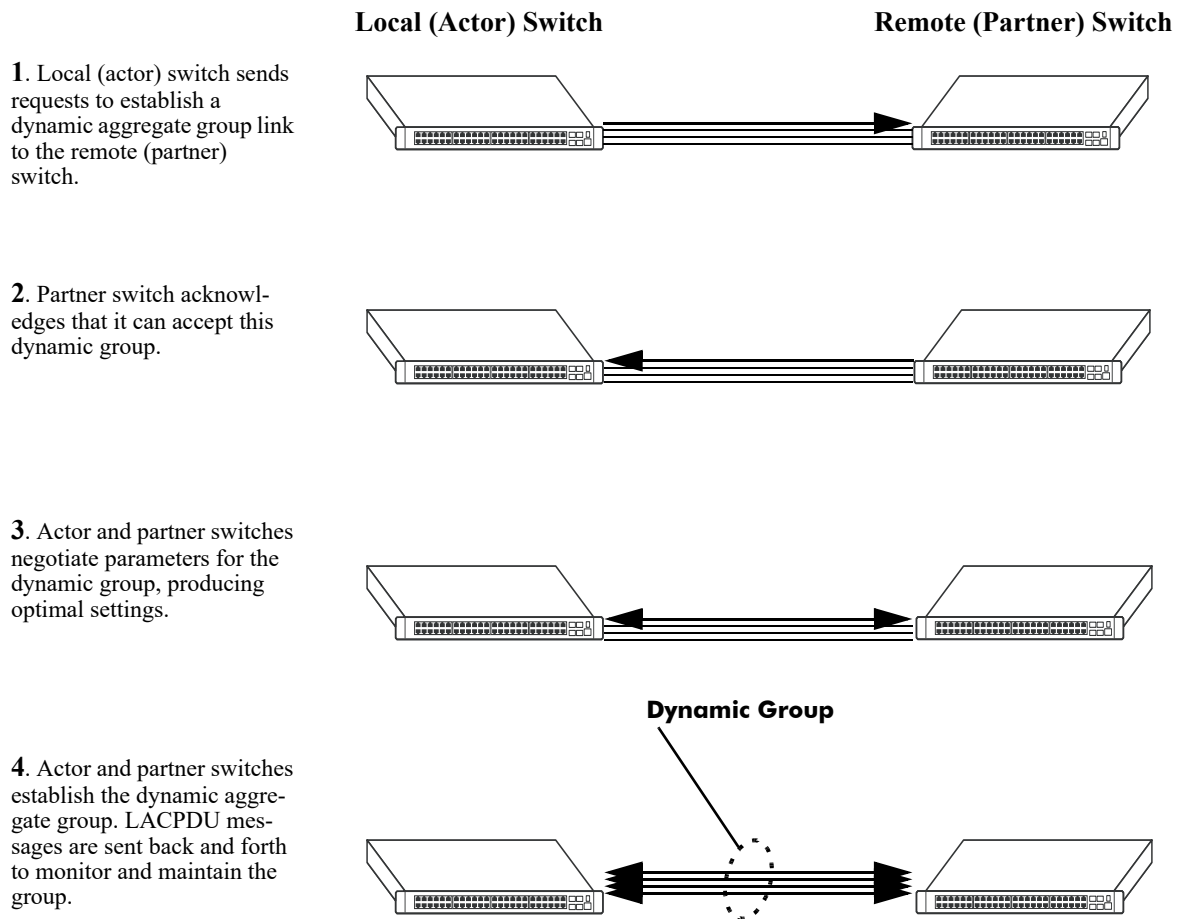 Local (Actor) Switch
Remote (Partner) Switch
1. Local (actor) switch sends
requests to establish a
dynamic aggregate group link
to the remote (partner)
switch.
2. Partner switch acknowl-
edges that it can accept this
dynamic group.
3. Actor and partner switches
negotiate parameters for the
dynamic group, producing
optimal settings.
Dynamic Group
4. Actor and partner switches
establish the dynamic aggre-
gate group. LACPDU mes-
sages are sent back and forth
to monitor and maintain the
group.